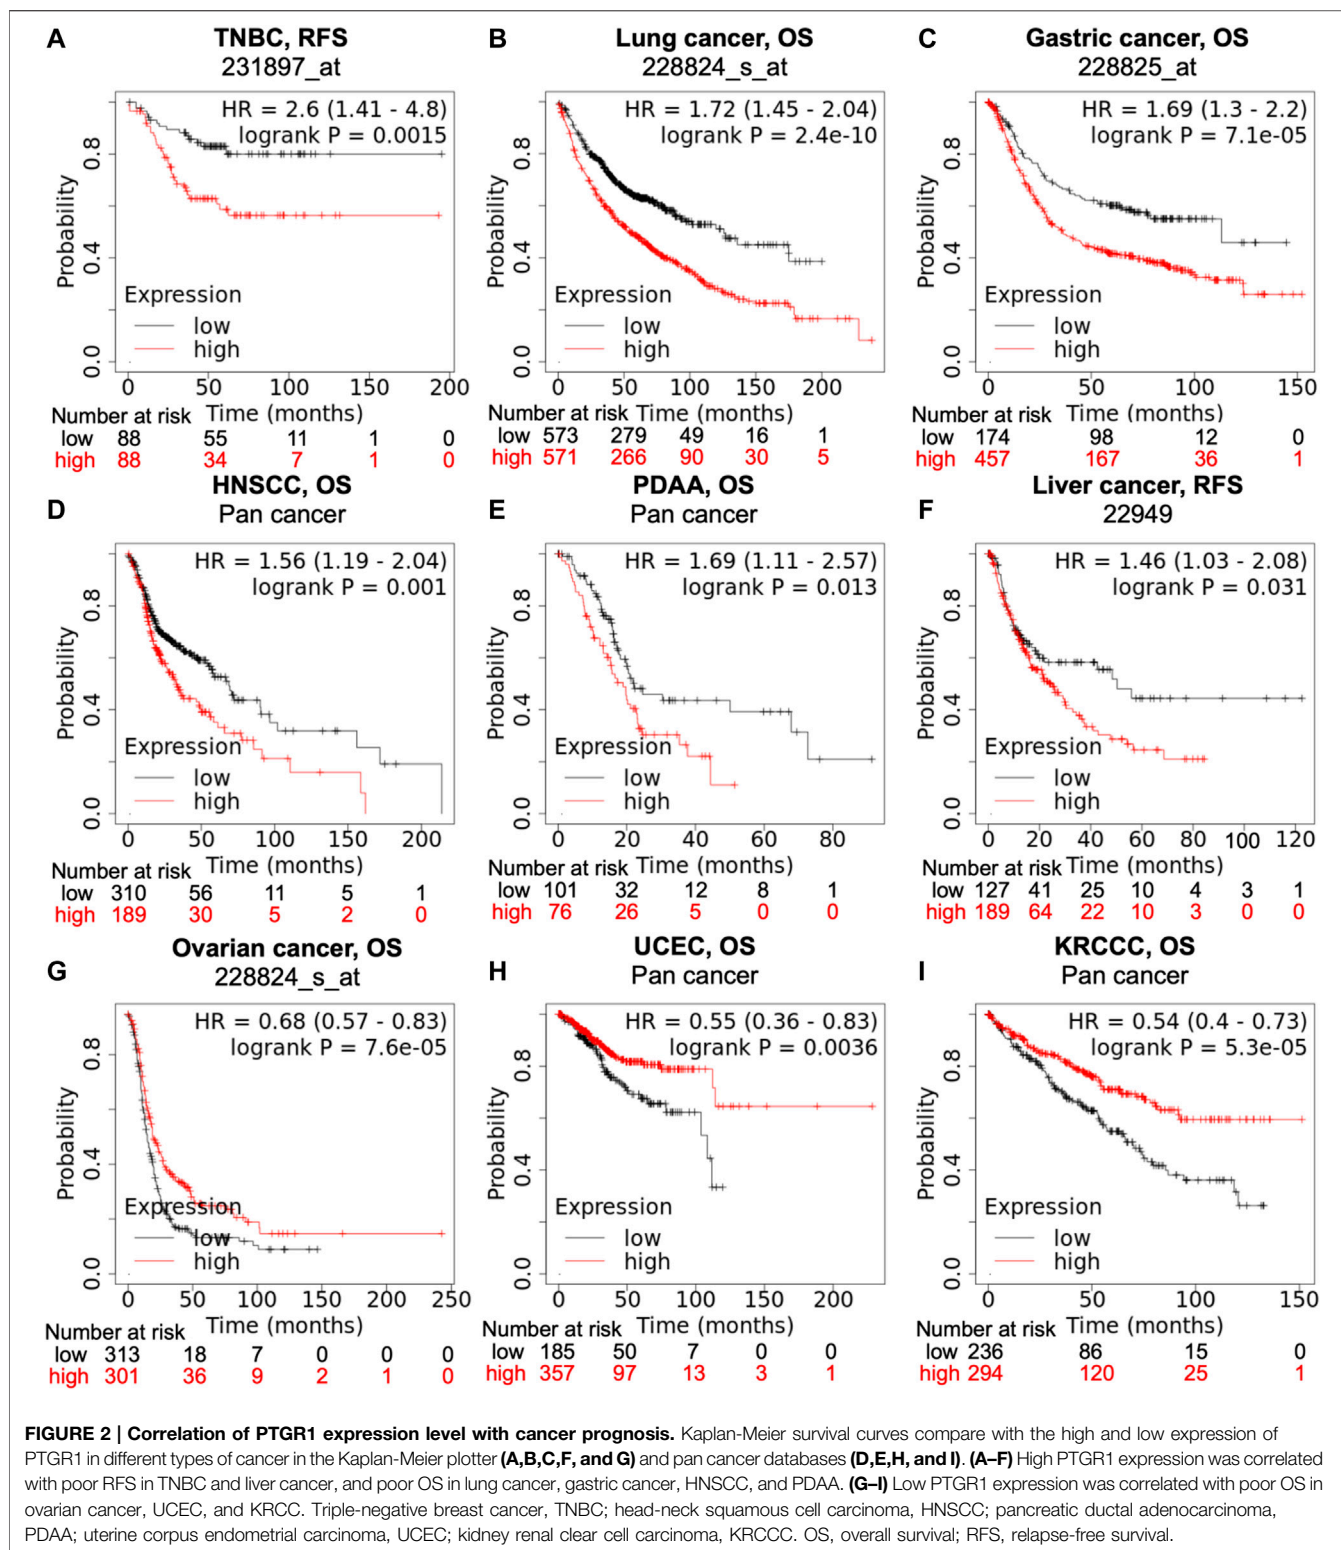 A
TNBC, RFS
231897_at
HR = 2.6 (1.41 - 4.8)
logrank P = 0.0015
Probability
0.0 0.4 0.8
Expression
low
high
0 50 100 150 200
Time (months)
Number at risk
low 88 55 11 1 0
high 88 34 7 1 0
B
Lung cancer, OS
228824_s_at
HR = 1.72 (1.45 - 2.04)
logrank P = 2.4e-10
Probability
0.0 0.4 0.8
Expression
low
high
0 50 100 150 200
Time (months)
Number at risk
low 573 279 49 16 1
high 571 266 90 30 5
C
Gastric cancer, OS
228825_at
HR = 1.69 (1.3 - 2.2)
logrank P = 7.1e-05
Probability
0.0 0.4 0.8
Expression
low
high
0 50 100 150
Time (months)
Number at risk
low 174 98 12 0
high 457 167 36 1
D
HNSCC, OS
Pan cancer
HR = 1.56 (1.19 - 2.04)
logrank P = 0.001
Probability
0.0 0.4 0.8
Expression
low
high
0 50 100 150 200
Time (months)
Number at risk
low 310 56 11 5 1
high 189 30 5 2 0
E
PDAA, OS
Pan cancer
HR = 1.69 (1.11 - 2.57)
logrank P = 0.013
Probability
0.0 0.4 0.8
Expression
low
high
0 20 40 60 80
Time (months)
Number at risk
low 101 32 12 8 1
high 76 26 5 0 0
F
Liver cancer, RFS
22949
HR = 1.46 (1.03 - 2.08)
logrank P = 0.031
Probability
0.0 0.4 0.8
Expression
low
high
0 20 40 60 80 100 120
Time (months)
Number at risk
low 127 41 25 10 4 3 1
high 189 64 22 10 3 0 0
G
Ovarian cancer, OS
228824_s_at
HR = 0.68 (0.57 - 0.83)
logrank P = 7.6e-05
Probability
0.0 0.4 0.8
Expression
low
high
0 50 100 150 200 250
Time (months)
Number at risk
low 313 18 7 0 0 0
high 301 36 9 2 1 0
H
UCEC, OS
Pan cancer
HR = 0.55 (0.36 - 0.83)
logrank P = 0.0036
Probability
0.0 0.4 0.8
Expression
low
high
0 50 100 150 200
Time (months)
Number at risk
low 185 50 7 0 0
high 357 97 13 3 1
I
KRCCC, OS
Pan cancer
HR = 0.54 (0.4 - 0.73)
logrank P = 5.3e-05
Probability
0.0 0.4 0.8
Expression
low
high
0 50 100 150
Time (months)
Number at risk
low 236 86 15 0
high 294 120 25 1
FIGURE 2 | Correlation of PTGR1 expression level with cancer prognosis. Kaplan-Meier survival curves compare with the high and low expression of
PTGR1 in different types of cancer in the Kaplan-Meier plotter (A,B,C,F, and G) and pan cancer databases (D,E,H, and I). (A–F) High PTGR1 expression was correlated
with poor RFS in TNBC and liver cancer, and poor OS in lung cancer, gastric cancer, HNSCC, and PDAA. (G–I) Low PTGR1 expression was correlated with poor OS in
ovarian cancer, UCEC, and KRCC. Triple-negative breast cancer, TNBC; head-neck squamous cell carcinoma, HNSCC; pancreatic ductal adenocarcinoma,
PDAA; uterine corpus endometrial carcinoma, UCEC; kidney renal clear cell carcinoma, KRCCC. OS, overall survival; RFS, relapse-free survival.